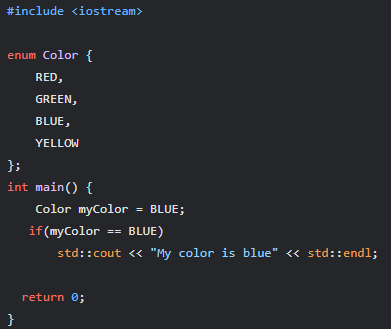 #include <iostream>

enum Color {
    RED,
    GREEN,
    BLUE,
    YELLOW
};
int main() {
    Color myColor = BLUE;
   if(myColor == BLUE)
       std::cout << "My color is blue" << std::endl;

  return 0;
}